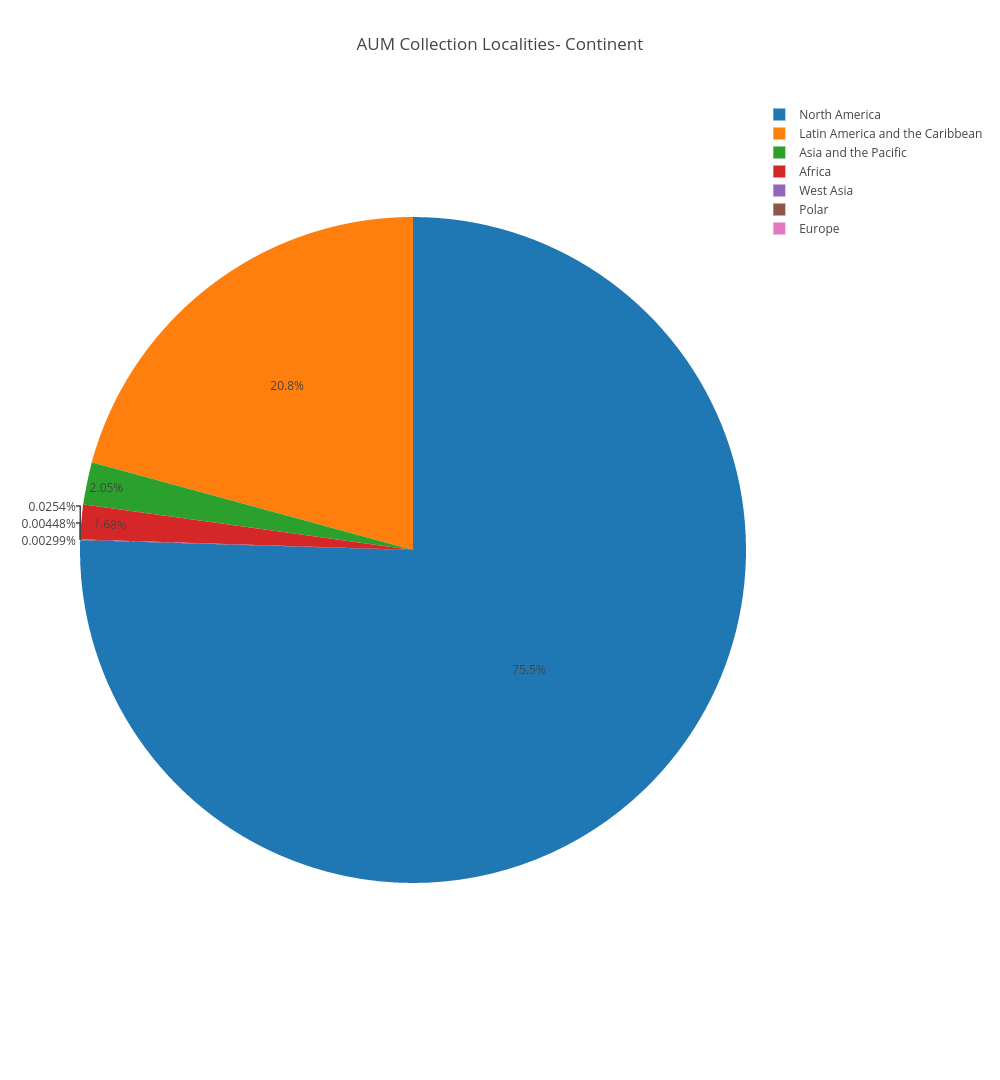 AUM Collection Localities- Continent
North America
Latin America and the Caribbean
Asia and the Pacific
Africa
West Asia
Polar
Europe
20.8%
2.05%
0.0254%
0.00448%
1.68%
0.00299%
75.5%